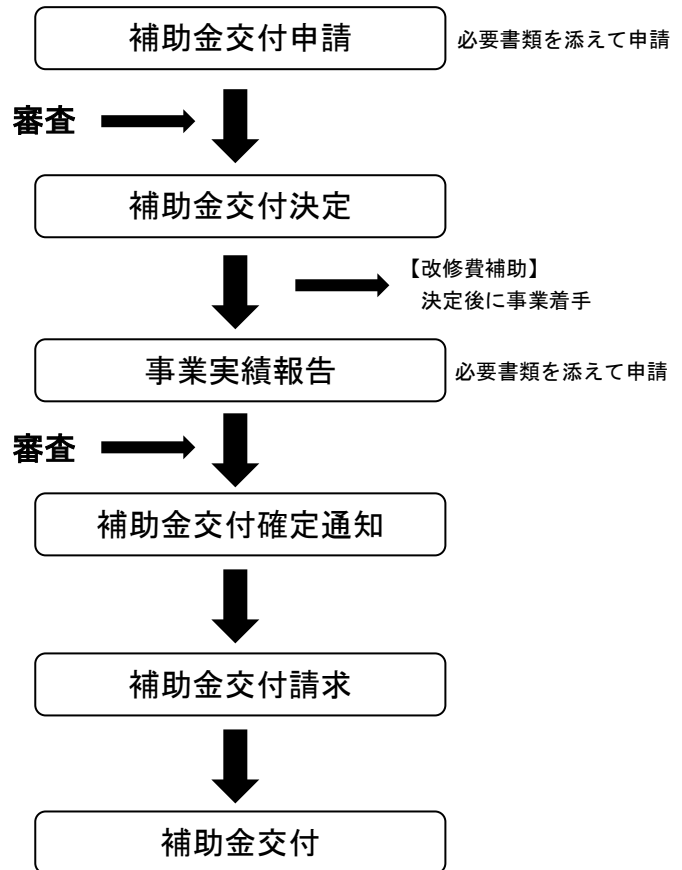 補助金交付申請
必要書類を添えて申請
審査
補助金交付決定
【改修費補助】
決定後に事業着手
事業実績報告
必要書類を添えて申請
審査
補助金交付確定通知
補助金交付請求
補助金交付